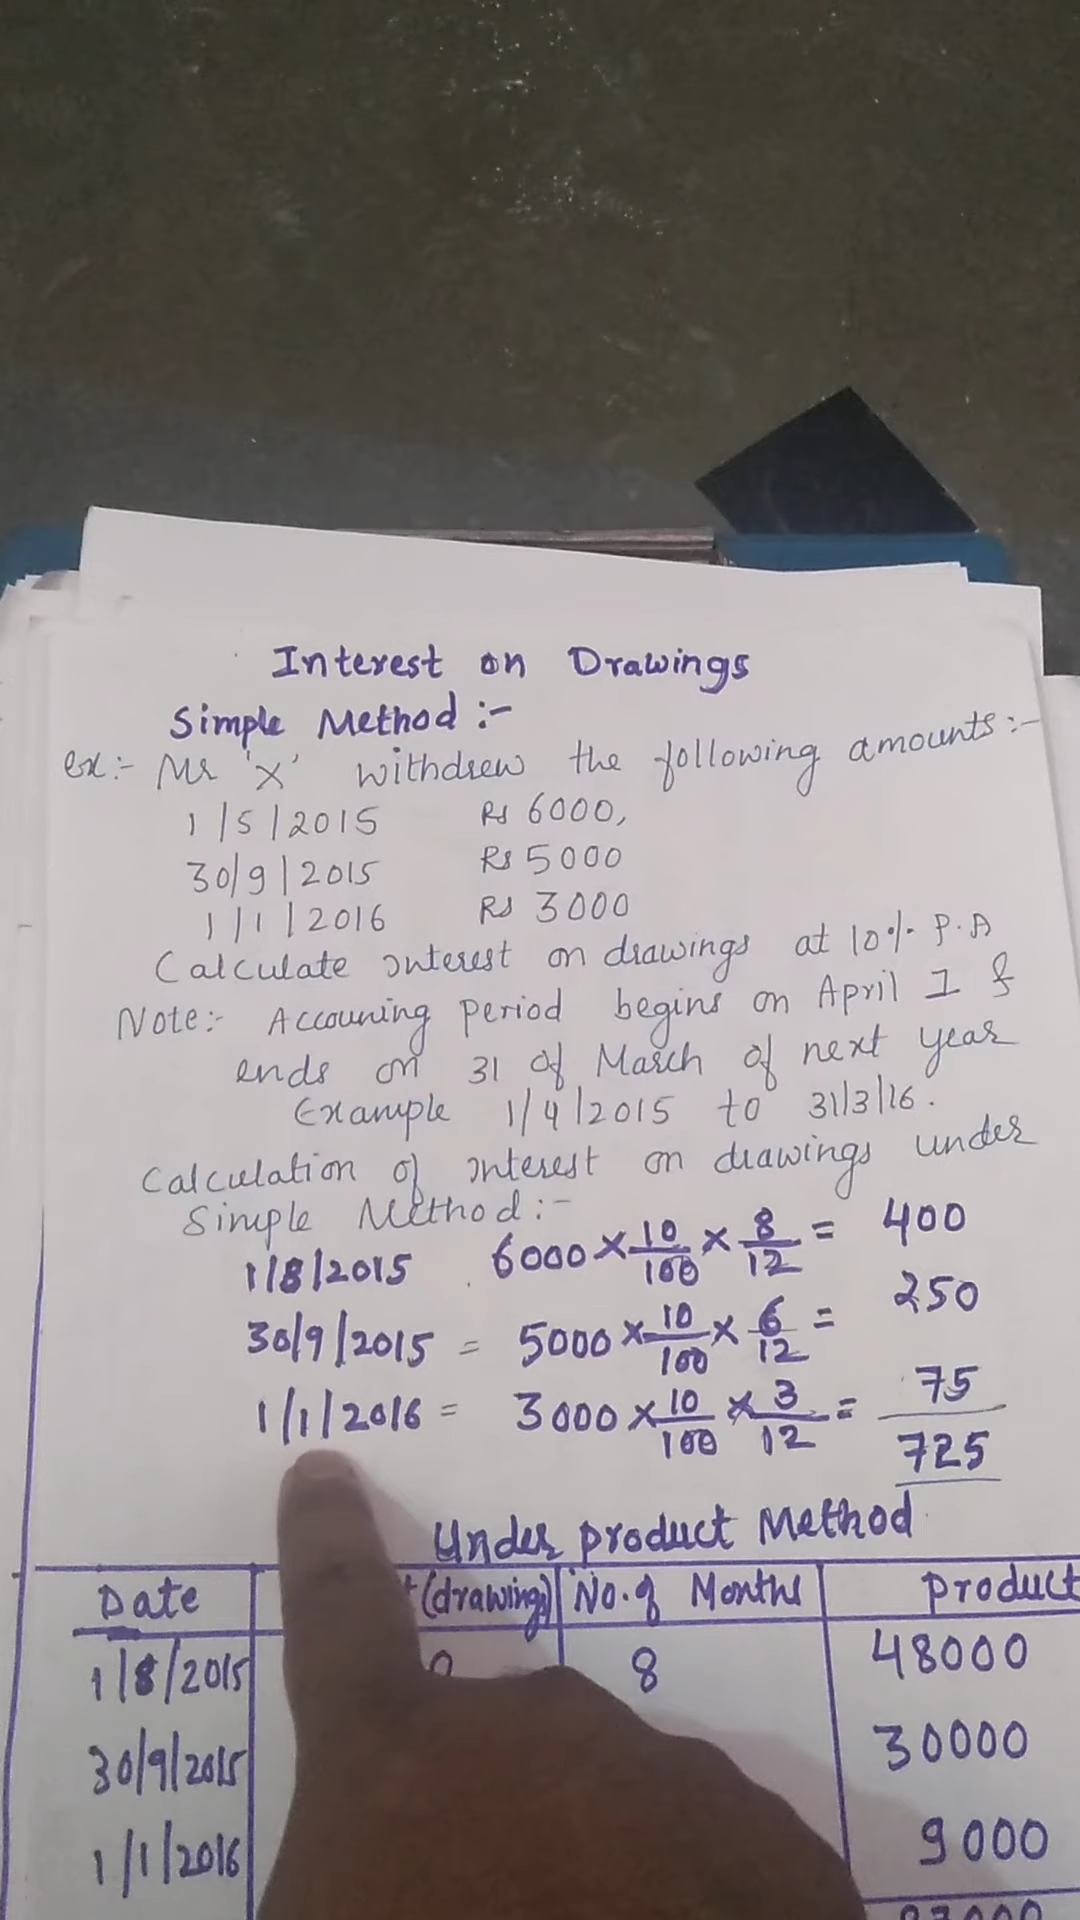 Interest on Drawings
Simple Method :-
ex:- Mr 'X' withdrew the following amounts :-
1/5/2015 Rs 6000,
30/9/2015 Rs 5000
1/1/2016 Rs 3000
Calculate interest on drawings at 10% P.A
Note:- Accouning period begins on April 1 &
ends on 31 of March of next year
Example 1/4/2015 to 31/3/16.
Calculation of interest on drawings under
Simple Method :-
1/8/2015 6000 × 10/100 × 8/12 = 400
30/9/2015 = 5000 × 10/100 × 6/12 = 250
1/1/2016 = 3000 × 10/100 × 3/12 = 75
725
Under product Method
Date (drawings) No. of Months Product
1/8/2015 8 48000
30/9/2015 30000
1/1/2016 9000